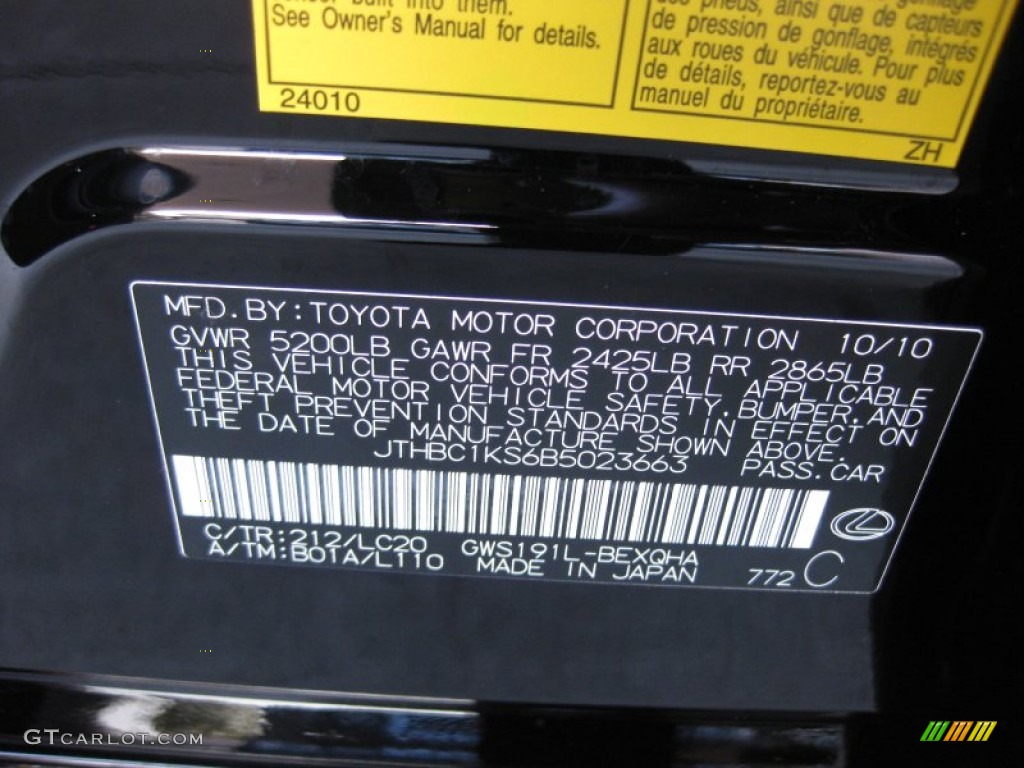 them.
See Owner's Manual for details.
24010
pneus, ainsi que de capteurs
de pression de gonflage, intégrés
aux roues du véhicule. Pour plus
de détails, reportez-vous au
manuel du propriétaire.
ZH
MFD. BY: TOYOTA MOTOR CORPORATION 10/10
GVWR 5200LB GAWR FR 2425LB RR 2865LB
THIS VEHICLE CONFORMS TO ALL APPLICABLE
FEDERAL MOTOR VEHICLE SAFETY, BUMPER, AND
THEFT PREVENTION STANDARDS IN EFFECT ON
THE DATE OF MANUFACTURE SHOWN ABOVE.
JTHBC1KS6B5023663 PASS.CAR
C/TR:212/LC20 GWS191L-BEXQHA
A/TM:B01A/L110 MADE IN JAPAN 772 C
GTCARLOT.COM